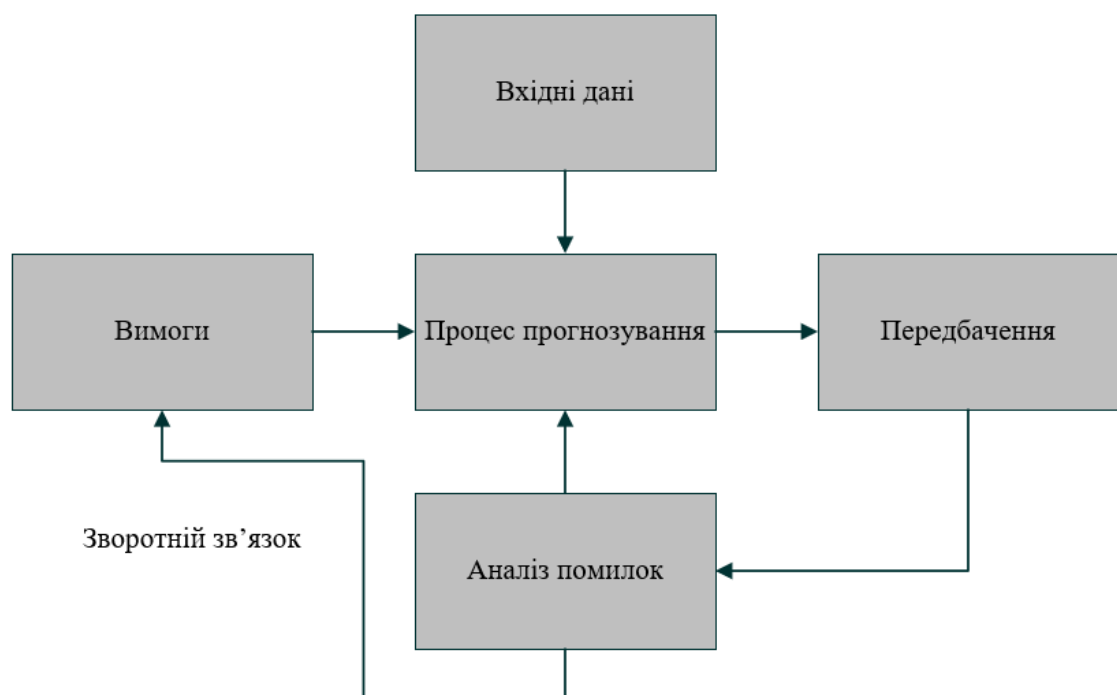 Вхідні дані
Вимоги
Процес прогнозування
Передбачення
Зворотній зв’язок
Аналіз помилок